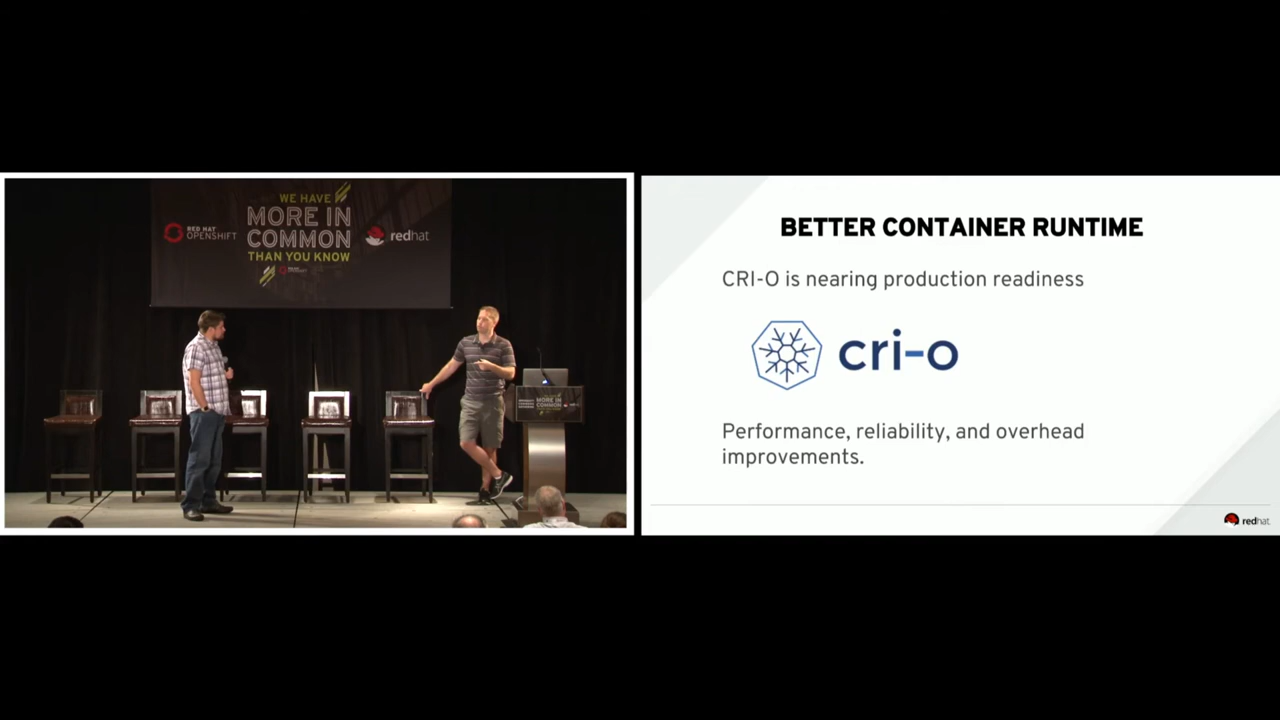 WE HAVE
MORE IN
COMMON
THAN YOU KNOW
RED HAT
OPENSHIFT
redhat
MORE IN
COMMON
BETTER CONTAINER RUNTIME
CRI-O is nearing production readiness
cri-o
Performance, reliability, and overhead
improvements.
redhat